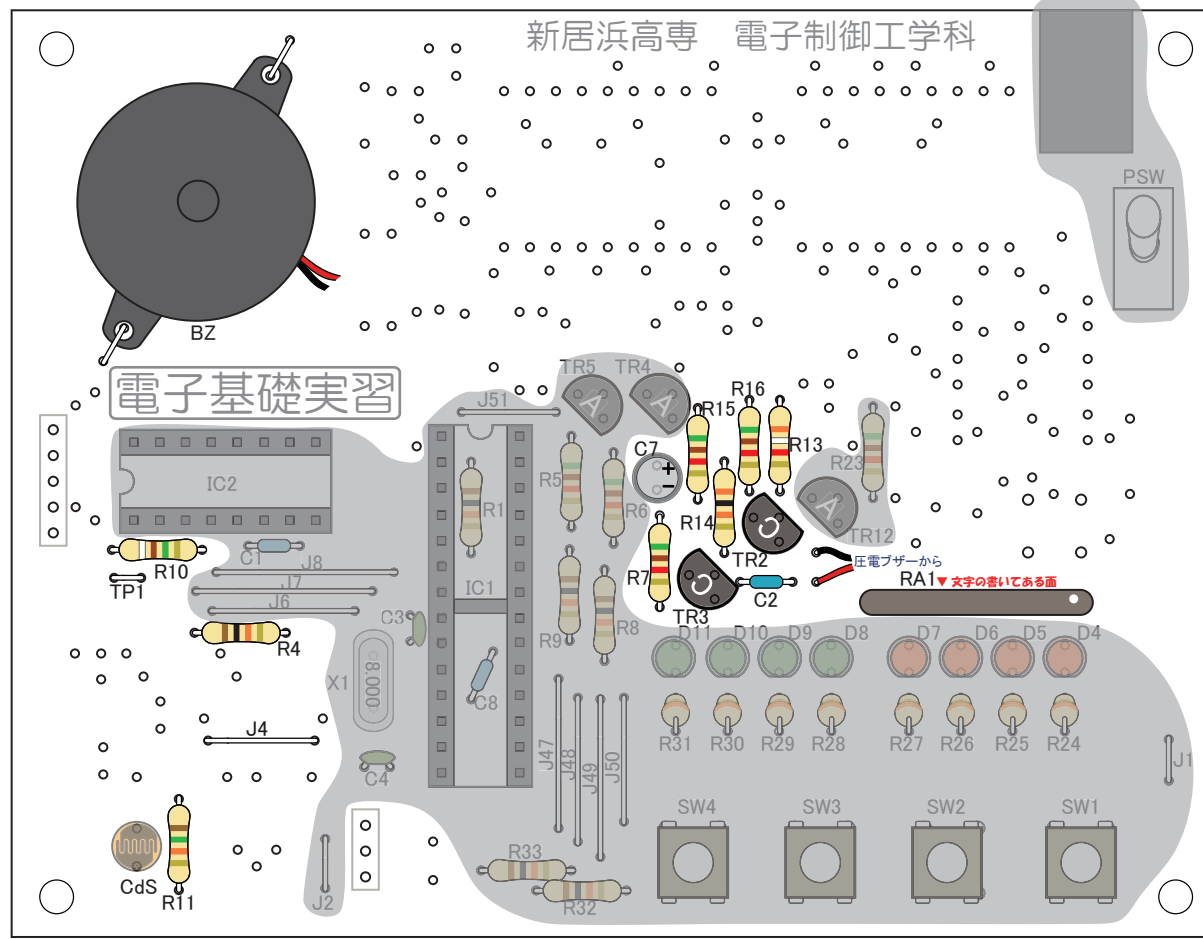 新居浜高専　電子制御工学科
PSW
BZ
電子基礎実習
TR5
TR4
J51
R16
R15
R13
C7
+
−
A
A
R23
IC2
R5
R1
R6
A
R14
C
TR12
TR2
C1
R10
J8
圧電ブザーから
TP1
J7
IC1
R7
C
C2
RA1
▼文字の書いてある面
J6
TR3
C3
R4
R9
R8
D11
D10
D9
D8
D7
D6
D5
D4
X1
8.000
C8
J4
R31
R30
R29
R28
R27
R26
R25
R24
J47
J48
J49
J50
J1
C4
SW4
SW3
SW2
SW1
R33
CdS
R11
J2
R32